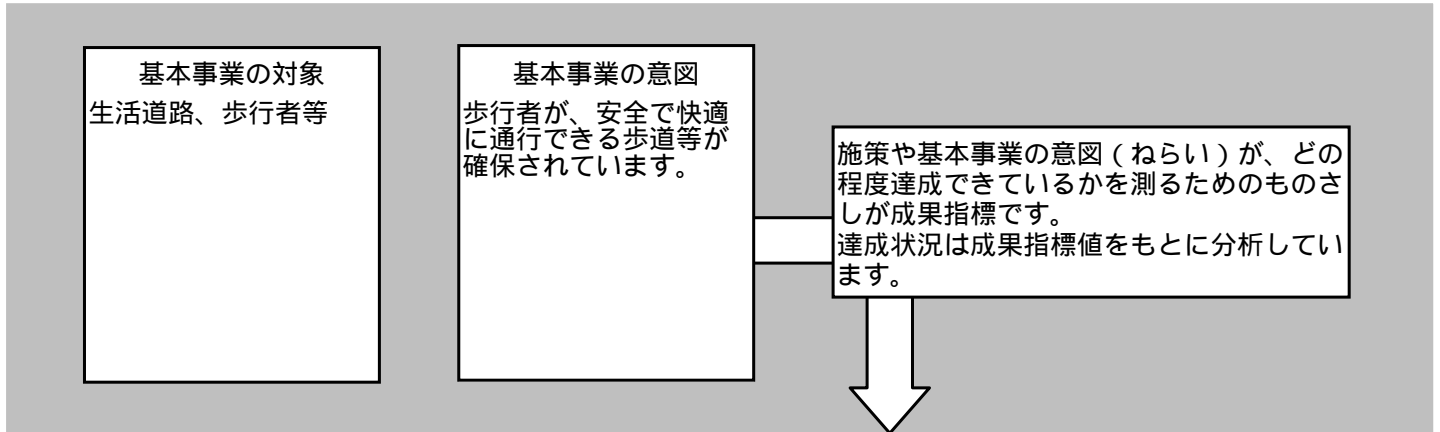 基本事業の対象
生活道路、歩行者等
基本事業の意図
歩行者が、安全で快適
に通行できる歩道等が
確保されています。
施策や基本事業の意図(ねらい)が、どの
程度達成できているかを測るためのものさ
しが成果指標です。
達成状況は成果指標値をもとに分析してい
ます。